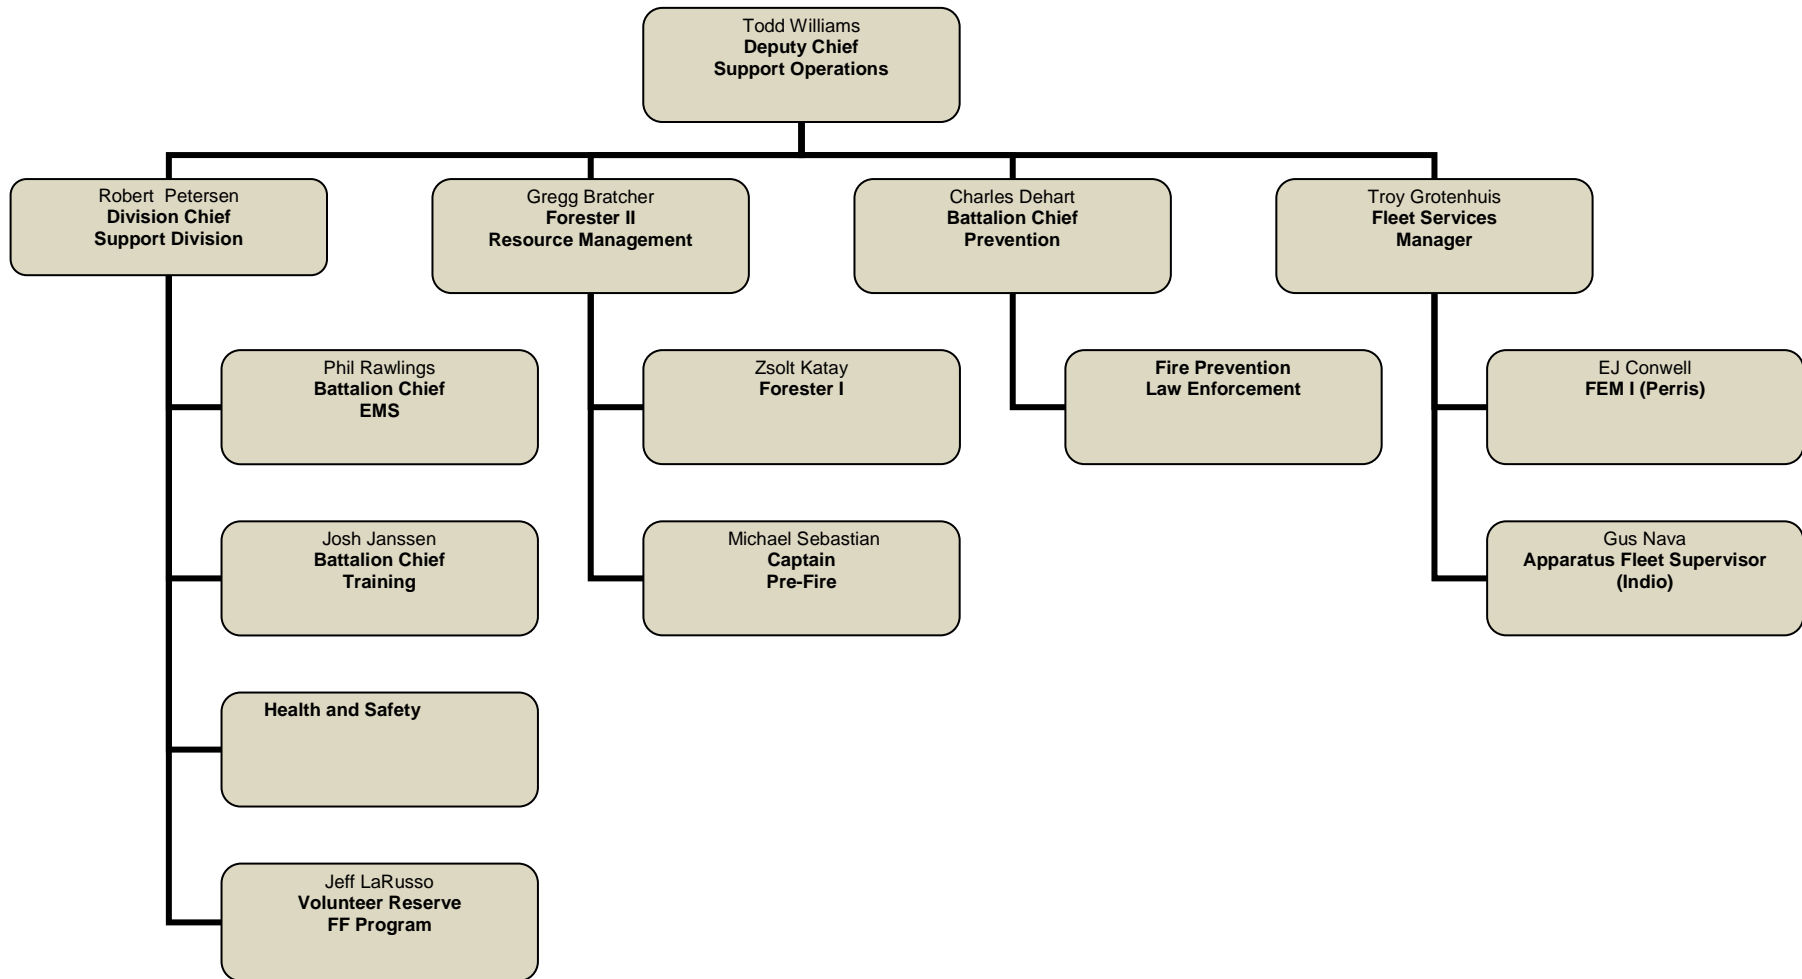 Todd Williams
Deputy Chief
Support Operations
Robert  Petersen
Division Chief
Support Division
Gregg Bratcher
Forester II
Resource Management
Charles Dehart
Battalion Chief
Prevention
Troy Grotenhuis
Fleet Services
Manager
Phil Rawlings
Battalion Chief
EMS
Zsolt Katay
Forester I
Fire Prevention
Law Enforcement
EJ Conwell
FEM I (Perris)
Josh Janssen
Battalion Chief
Training
Michael Sebastian
Captain
Pre-Fire
Gus Nava
Apparatus Fleet Supervisor
(Indio)
Health and Safety
Jeff LaRusso
Volunteer Reserve
FF Program